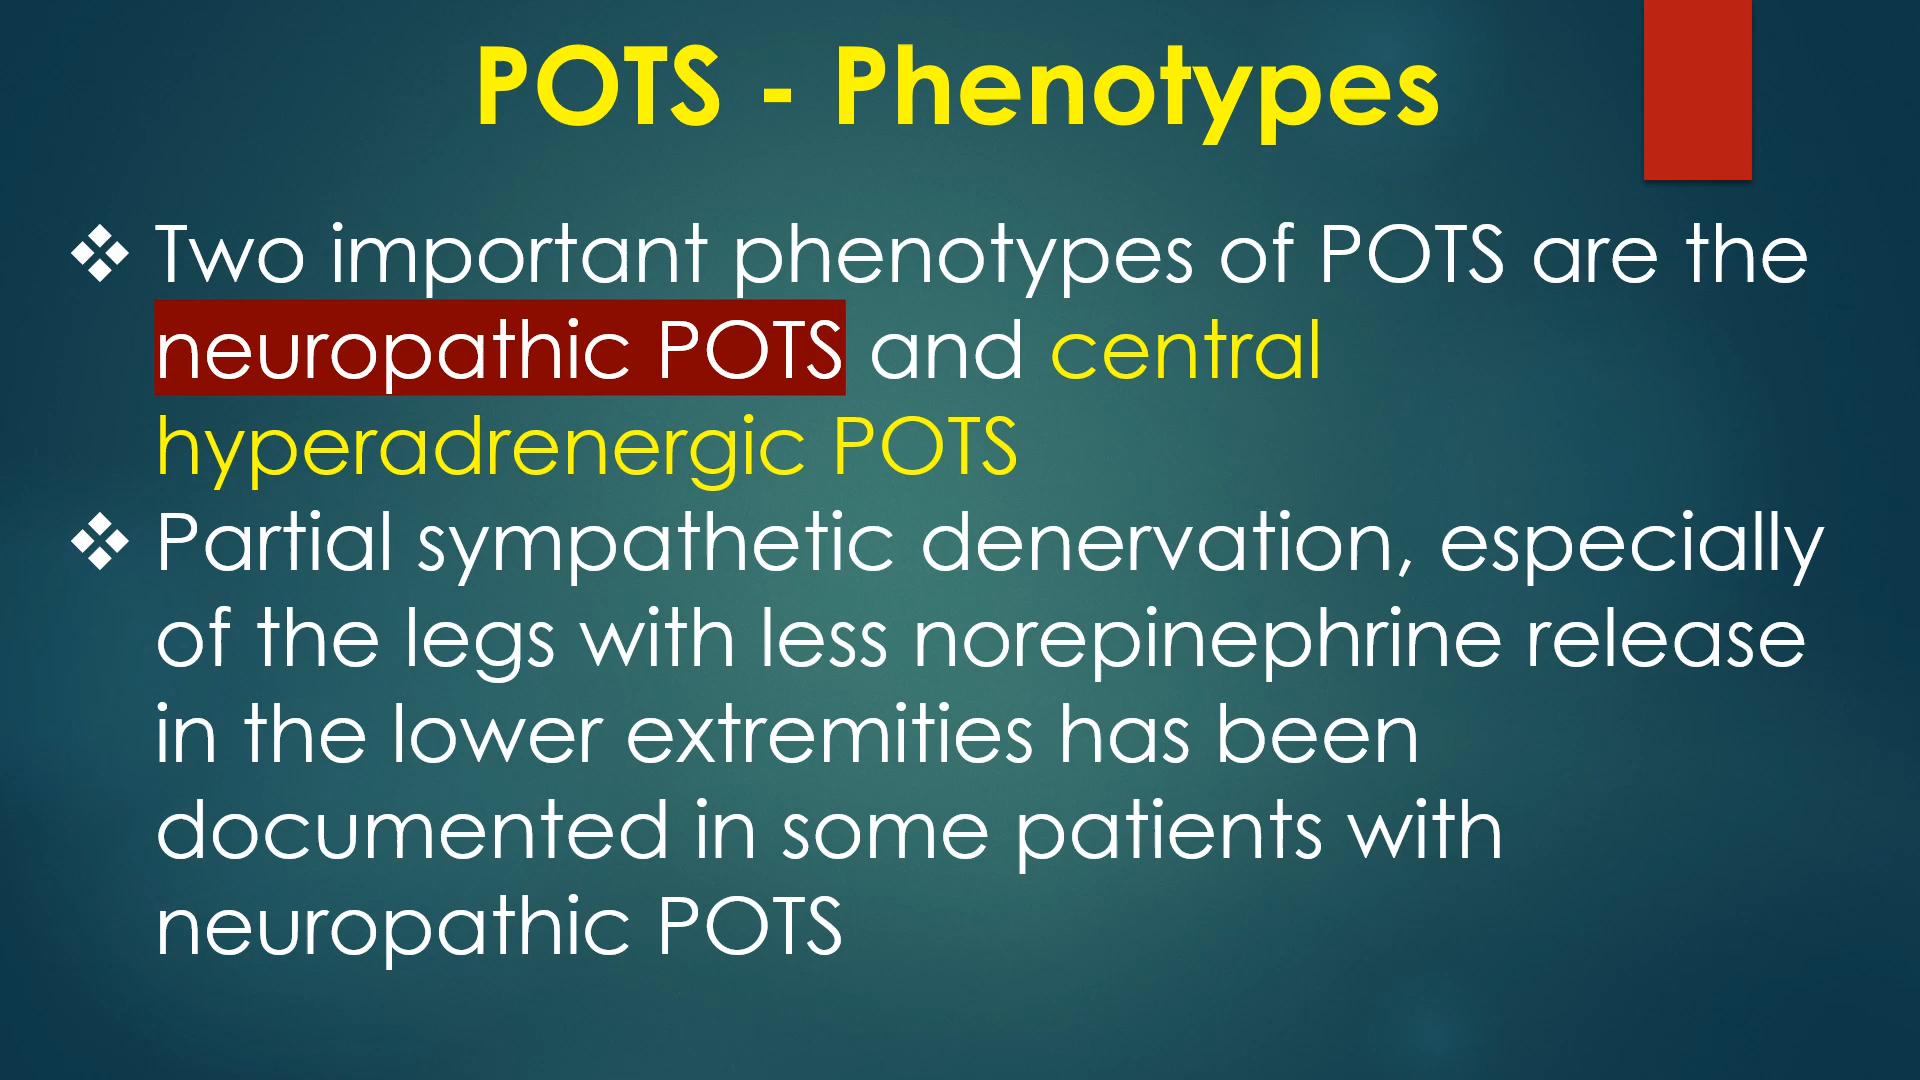 POTS - Phenotypes
❖ Two important phenotypes of POTS are the
neuropathic POTS and central
hyperadrenergic POTS
❖ Partial sympathetic denervation, especially
of the legs with less norepinephrine release
in the lower extremities has been
documented in some patients with
neuropathic POTS